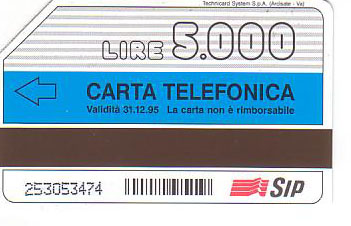 Technicard System S.p.A. (Arcisate - Va)
LIRE 5.000
CARTA TELEFONICA
Validità 31.12.95 La carta non è rimborsabile
253053474 SIP